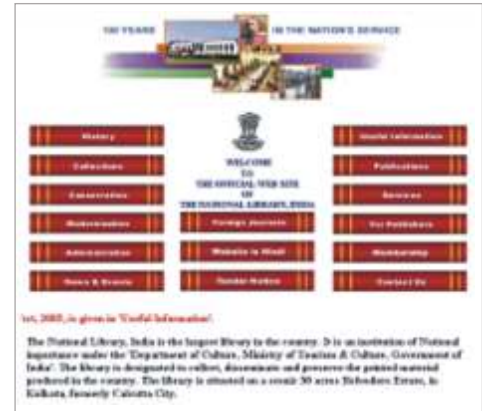 100 YEARS IN THE NATION'S SERVICE
WELCOME
TO
THE OFFICIAL WEB SITE
OF
THE NATIONAL LIBRARY, INDIA
History
Collections
Conservation
Modernisation
Administration
News & Events
Foreign Journals
Website in Hindi
Tender Notice
Useful Information
Publications
Services
For Publishers
Membership
Contact Us
Act, 2005, is given in 'Useful Information'.
The National Library, India is the largest library in the country. It is an institution of National
importance under the 'Department of Culture, Ministry of Tourism & Culture, Government of
India'. The library is designated to collect, disseminate and preserve the printed material
produced in the country. The library is situated on a scenic 30 acres Belvedere Estate, in
Kolkata, formerly Calcutta City.